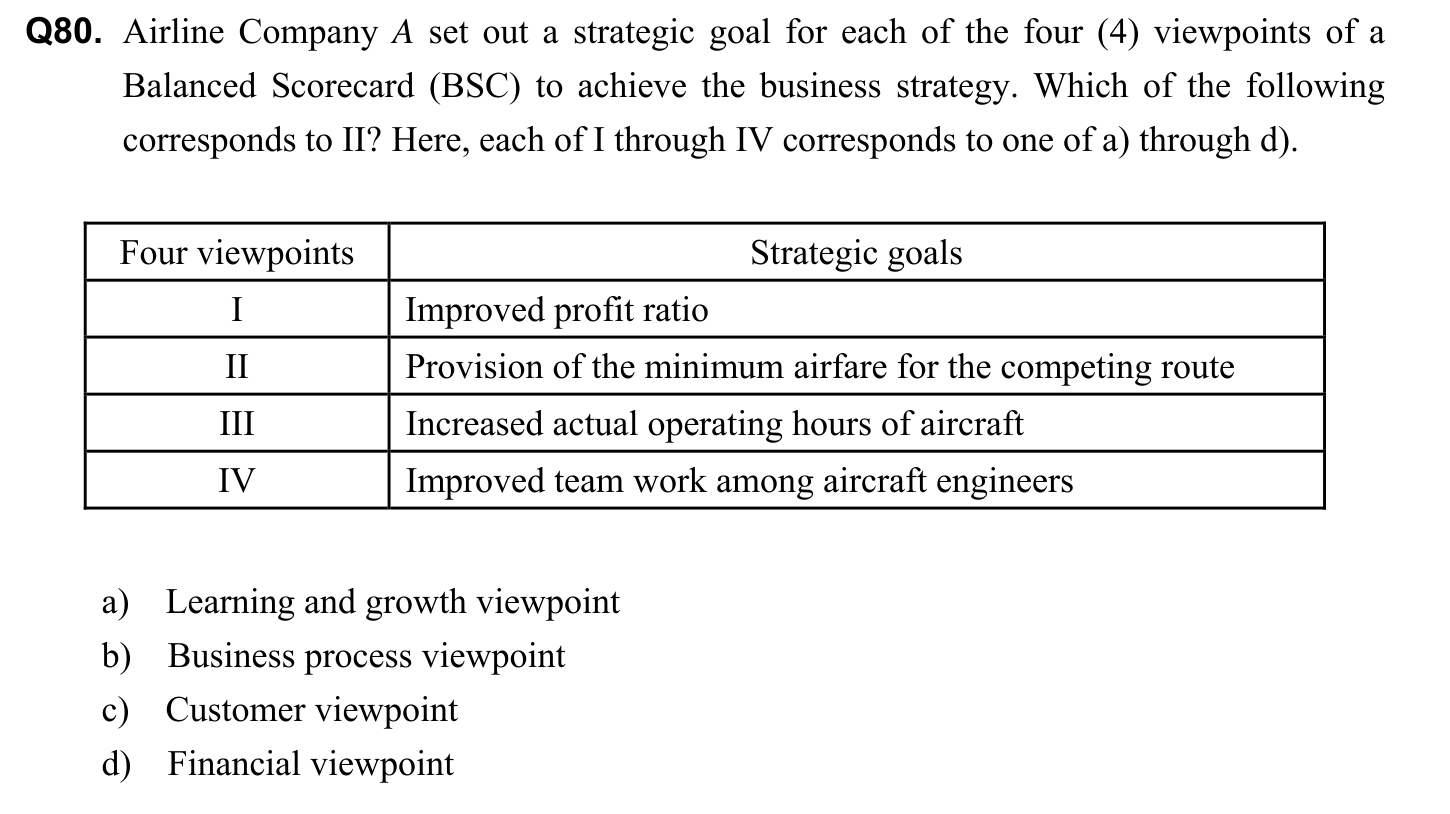 Q80. Airline Company A set out a strategic goal for each of the four (4) viewpoints of a
Balanced Scorecard (BSC) to achieve the business strategy. Which of the following
corresponds to II? Here, each of I through IV corresponds to one of a) through d).
Four viewpoints Strategic goals
I Improved profit ratio
II Provision of the minimum airfare for the competing route
III Increased actual operating hours of aircraft
IV Improved team work among aircraft engineers
a) Learning and growth viewpoint
b) Business process viewpoint
c) Customer viewpoint
d) Financial viewpoint